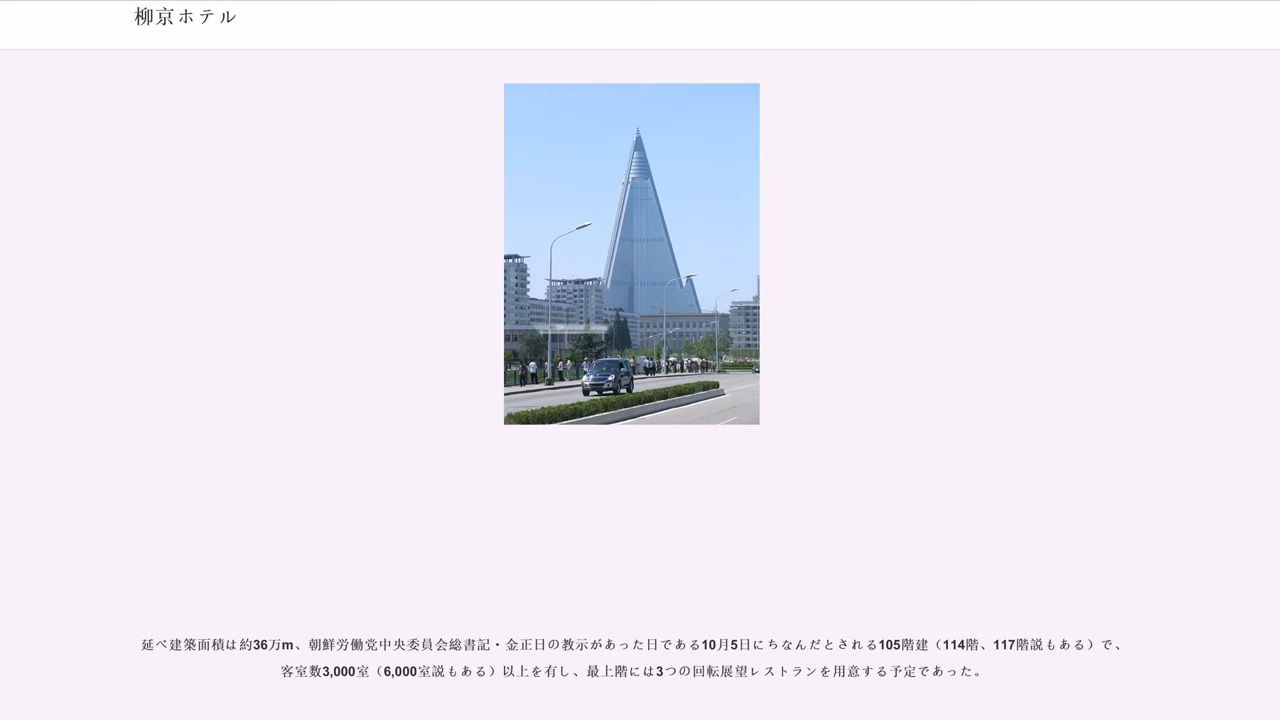 柳京ホテル
延べ建築面積は約36万m、朝鮮労働党中央委員会総書記・金正日の教示があった日である10月5日にちなんだとされる105階建（114階、117階説もある）で、
客室数3,000室（6,000室説もある）以上を有し、最上階には3つの回転展望レストランを用意する予定であった。